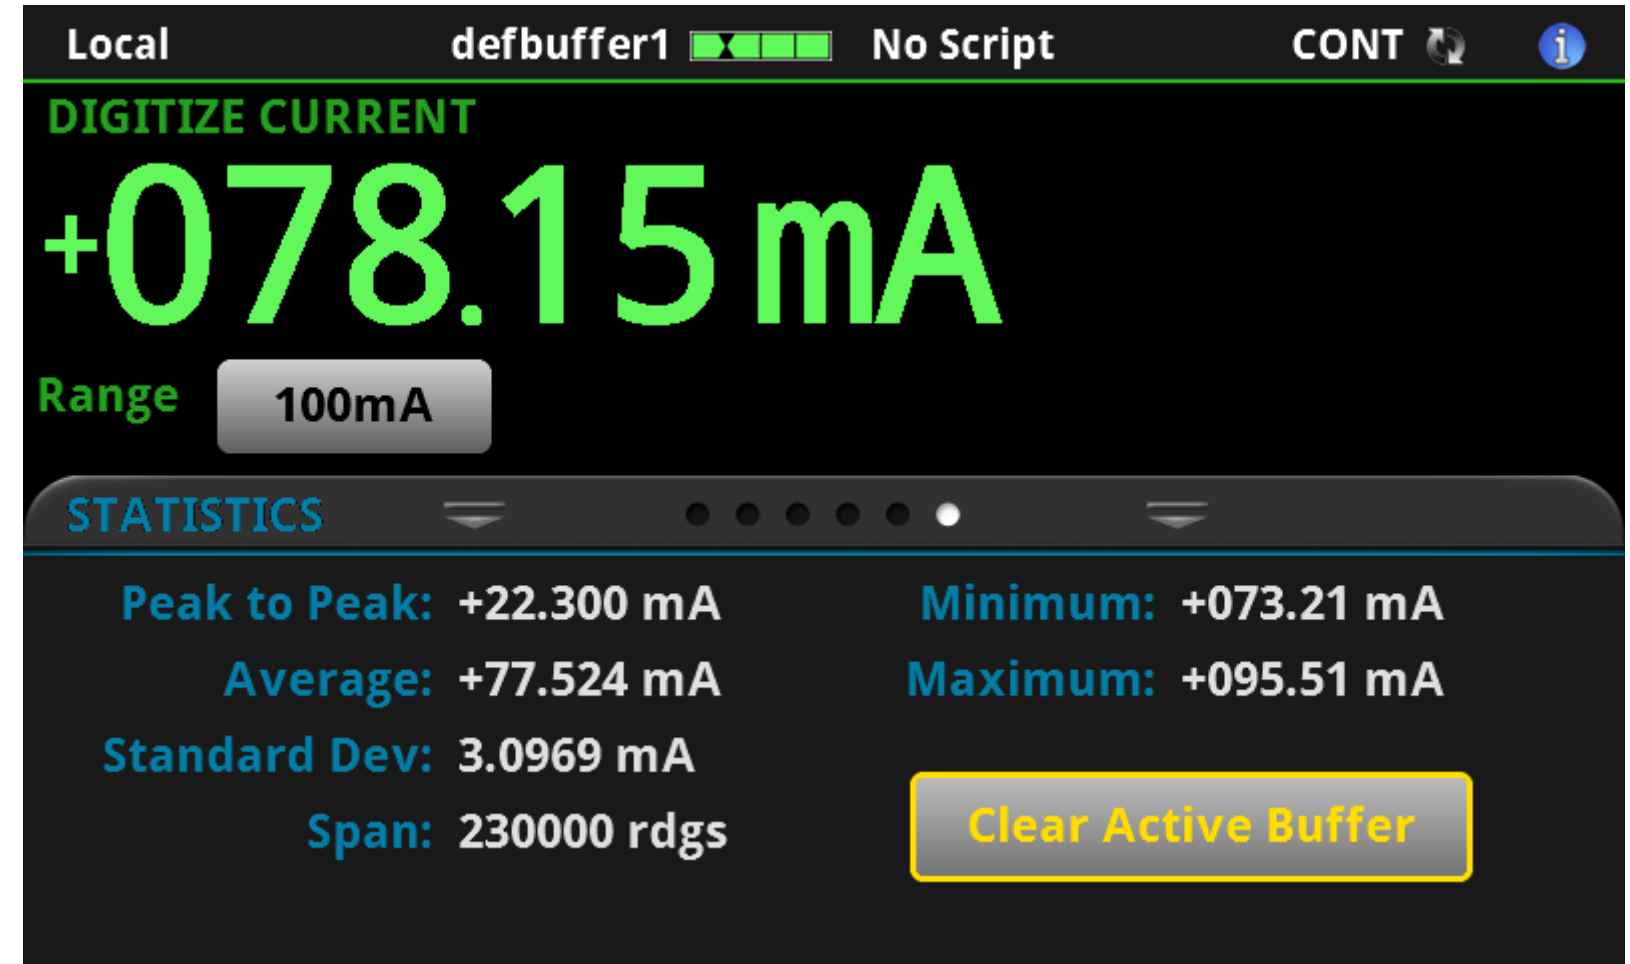 Local defbuffer1 No Script CONT i
DIGITIZE CURRENT
+078.15 mA
Range 100mA
STATISTICS
Peak to Peak: +22.300 mA Minimum: +073.21 mA
Average: +77.524 mA Maximum: +095.51 mA
Standard Dev: 3.0969 mA
Span: 230000 rdgs
Clear Active Buffer